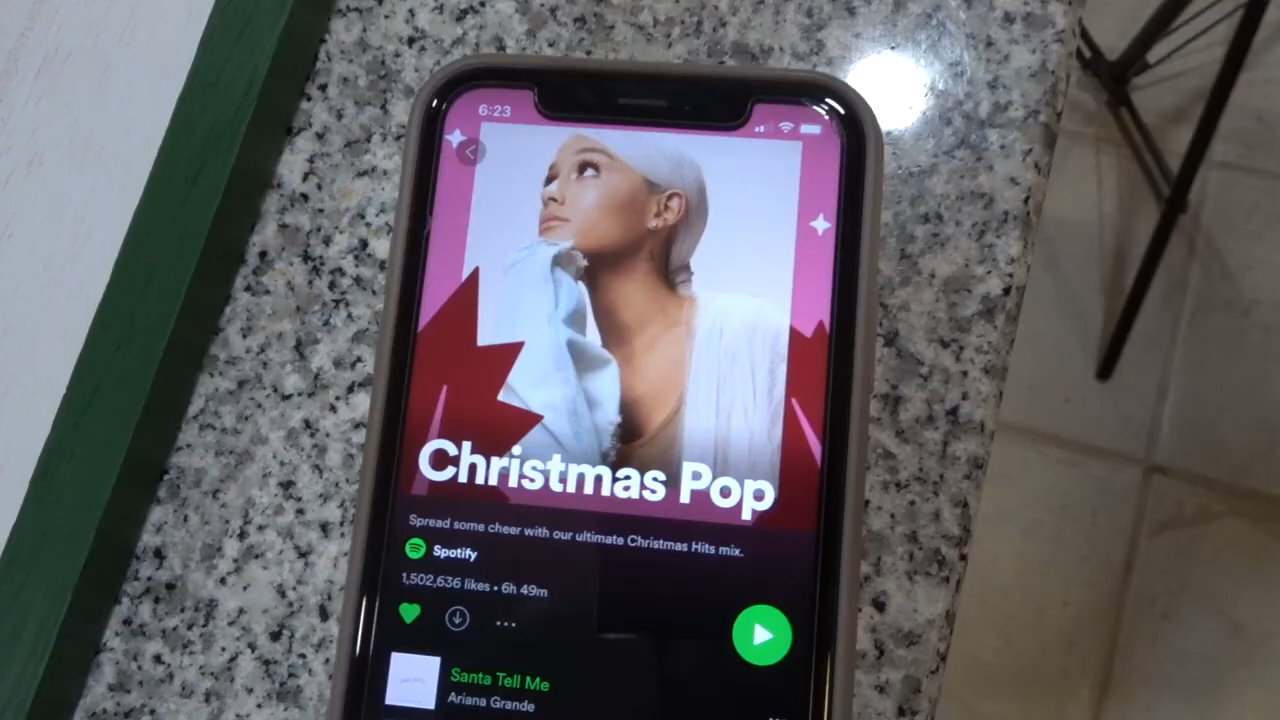 6:23
Christmas Pop
Spread some cheer with our ultimate Christmas Hits mix.
Spotify
1,502,636 likes • 6h 49m
Santa Tell Me
Ariana Grande